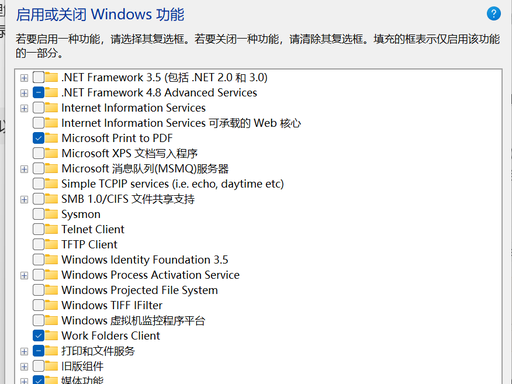 启用或关闭 Windows 功能
若要启用一种功能，请选择其复选框。若要关闭一种功能，请清除其复选框。填充的框表示仅启用该功能
的一部分。
.NET Framework 3.5 (包括 .NET 2.0 和 3.0)
.NET Framework 4.8 Advanced Services
Internet Information Services
Internet Information Services 可承载的 Web 核心
Microsoft Print to PDF
Microsoft XPS 文档写入程序
Microsoft 消息队列(MSMQ)服务器
Simple TCPIP services (i.e. echo, daytime etc)
SMB 1.0/CIFS 文件共享支持
Sysmon
Telnet Client
TFTP Client
Windows Identity Foundation 3.5
Windows Process Activation Service
Windows Projected File System
Windows TIFF IFilter
Windows 虚拟机监控程序平台
Work Folders Client
打印和文件服务
旧版组件
媒体功能